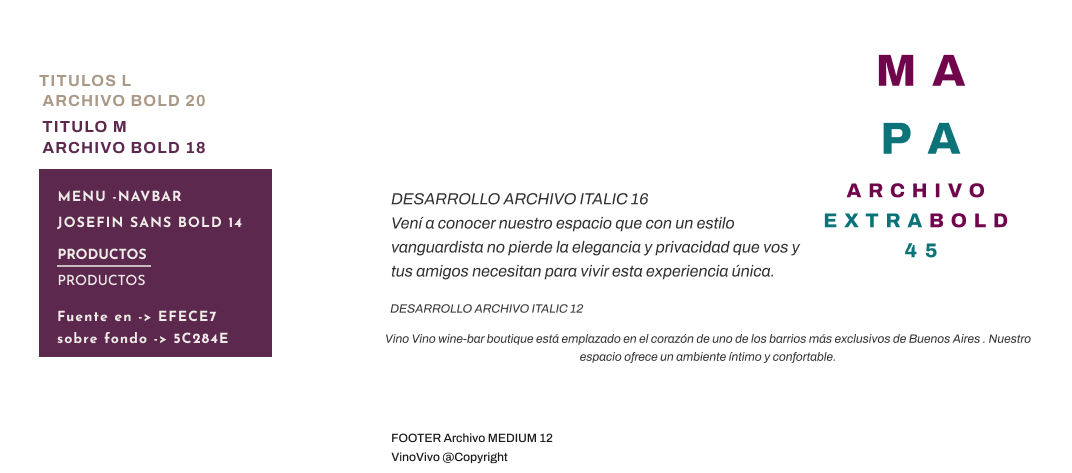 TITULOS L
ARCHIVO BOLD 20
TITULO M
ARCHIVO BOLD 18
MENU -NAVBAR
JOSEFIN SANS BOLD 14
PRODUCTOS
PRODUCTOS
Fuente en -> EFECE7
sobre fondo -> 5C284E
DESARROLLO ARCHIVO ITALIC 16
Vení a conocer nuestro espacio que con un estilo
vanguardista no pierde la elegancia y privacidad que vos y
tus amigos necesitan para vivir esta experiencia única.
DESARROLLO ARCHIVO ITALIC 12
Vino Vino wine-bar boutique está emplazado en el corazón de uno de los barrios más exclusivos de Buenos Aires . Nuestro
espacio ofrece un ambiente íntimo y confortable.
FOOTER Archivo MEDIUM 12
VinoVivo @Copyright
MA
PA
ARCHIVO
EXTRABOLD
45